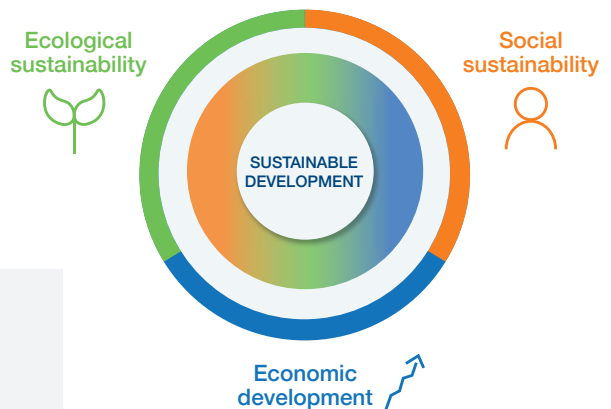 Ecological
sustainability
Social
sustainability
SUSTAINABLE
DEVELOPMENT
Economic
development